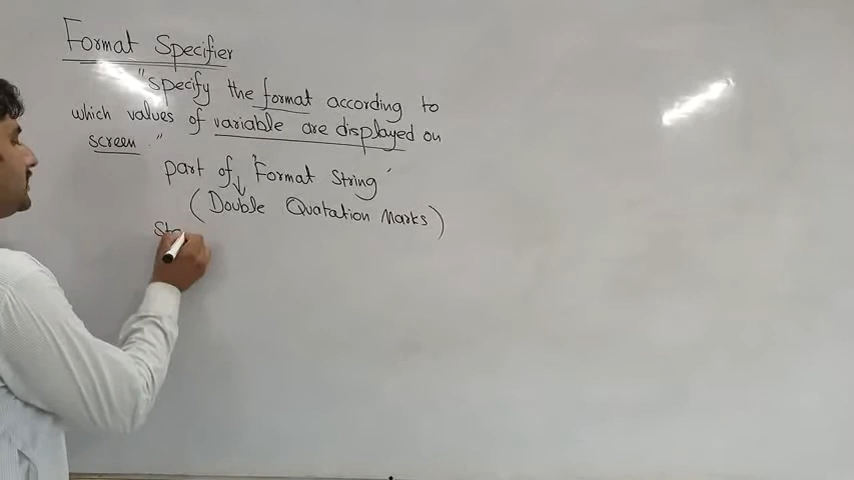 Format Specifier
"Specify the format according to
which values of variable are displayed on
screen."
part of 'Format String'
(Double Quatation Marks)